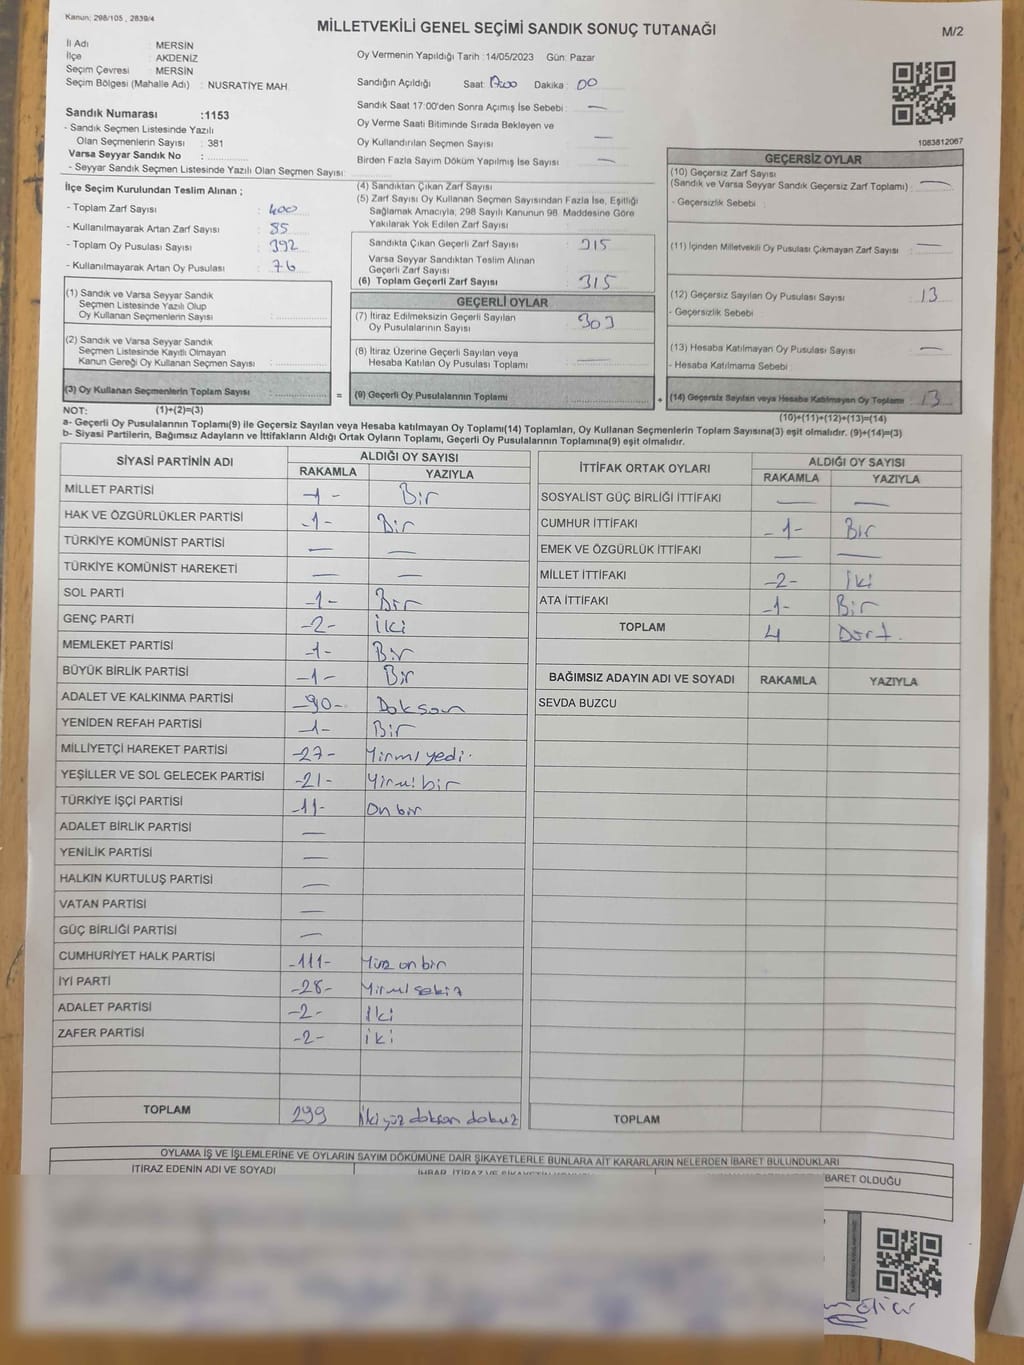 Kanun: 298/105 , 2839/4
MİLLETVEKİLİ GENEL SEÇİMİ SANDIK SONUÇ TUTANAĞI
M/2
İl Adı : MERSİN
İlçe : AKDENİZ
Seçim Çevresi : MERSİN
Seçim Bölgesi (Mahalle Adı) : NUSRATİYE MAH.
Oy Vermenin Yapıldığı Tarih :14/05/2023 Gün: Pazar
Sandığın Açıldığı Saat: 17:00 Dakika : 00
Sandık Saat 17:00'den Sonra Açımış İse Sebebi : —
Oy Verme Saati Bitiminde Sırada Bekleyen ve
Oy Kullandırılan Seçmen Sayısı —
Birden Fazla Sayım Döküm Yapılmış İse Sayısı —
Sandık Numarası :1153
- Sandık Seçmen Listesinde Yazılı
Olan Seçmenlerin Sayısı : 381
Varsa Seyyar Sandık No :
- Seyyar Sandık Seçmen Listesinde Yazılı Olan Seçmen Sayısı:
1083812067
İlçe Seçim Kurulundan Teslim Alınan ;
- Toplam Zarf Sayısı : 400
- Kullanılmayarak Artan Zarf Sayısı : 85
- Toplam Oy Pusulası Sayısı : 392
- Kullanılmayarak Artan Oy Pusulası : 76
(1) Sandık ve Varsa Seyyar Sandık
Seçmen Listesinde Yazılı Olup
Oy Kullanan Seçmenlerin Sayısı :
(2) Sandık ve Varsa Seyyar Sandık
Seçmen Listesinde Kayıtlı Olmayan
Kanun Gereği Oy Kullanan Seçmen Sayısı :
(3) Oy Kullanan Seçmenlerin Toplam Sayısı :
(4) Sandıktan Çıkan Zarf Sayısı :
(5) Zarf Sayısı Oy Kullanan Seçmen Sayısından Fazla İse, Eşitliği
Sağlamak Amacıyla, 298 Sayılı Kanunun 98. Maddesine Göre
Yakılarak Yok Edilen Zarf Sayısı :
Sandıkta Çıkan Geçerli Zarf Sayısı : 315
Varsa Seyyar Sandıktan Teslim Alınan
Geçerli Zarf Sayısı :
(6) Toplam Geçerli Zarf Sayısı : 315
GEÇERLİ OYLAR
(7) İtiraz Edilmeksizin Geçerli Sayılan
Oy Pusulalarının Sayısı : 303
(8) İtiraz Üzerine Geçerli Sayılan veya
Hesaba Katılan Oy Pusulası Toplamı :
= (9) Geçerli Oy Pusulalarının Toplamı :
GEÇERSİZ OYLAR
(10) Geçersiz Zarf Sayısı
(Sandık ve Varsa Seyyar Sandık Geçersiz Zarf Toplamı) : —
- Geçersizlik Sebebi :
(11) İçinden Milletvekili Oy Pusulası Çıkmayan Zarf Sayısı : —
(12) Geçersiz Sayılan Oy Pusulası Sayısı : 13
- Geçersizlik Sebebi :
(13) Hesaba Katılmayan Oy Pusulası Sayısı : —
- Hesaba Katılmama Sebebi :
+ (14) Geçersiz Sayılan veya Hesaba Katılmayan Oy Toplamı : 13
NOT: (1)+(2)=(3)
(10)+(11)+(12)+(13)=(14)
a- Geçerli Oy Pusulalarının Toplamı(9) ile Geçersiz Sayılan veya Hesaba katılmayan Oy Toplamı(14) Toplamları, Oy Kullanan Seçmenlerin Toplam Sayısına(3) eşit olmalıdır. (9)+(14)=(3)
b- Siyasi Partilerin, Bağımsız Adayların ve İttifakların Aldığı Ortak Oyların Toplamı, Geçerli Oy Pusulalarının Toplamına(9) eşit olmalıdır.
SİYASİ PARTİNİN ADI ALDIĞI OY SAYISI
RAKAMLA YAZIYLA
MİLLET PARTİSİ -1- Bir
HAK VE ÖZGÜRLÜKLER PARTİSİ -1- Bir
TÜRKİYE KOMÜNİST PARTİSİ — —
TÜRKİYE KOMÜNİST HAREKETİ — —
SOL PARTİ -1- Bir
GENÇ PARTİ -2- İki
MEMLEKET PARTİSİ -1- Bir
BÜYÜK BİRLİK PARTİSİ -1- Bir
ADALET VE KALKINMA PARTİSİ -90- Doksan
YENİDEN REFAH PARTİSİ -1- Bir
MİLLİYETÇİ HAREKET PARTİSİ -27- Yirmi yedi.
YEŞİLLER VE SOL GELECEK PARTİSİ -21- Yirmi bir
TÜRKİYE İŞÇİ PARTİSİ -11- On bir
ADALET BİRLİK PARTİSİ —
YENİLİK PARTİSİ —
HALKIN KURTULUŞ PARTİSİ —
VATAN PARTİSİ —
GÜÇ BİRLİĞİ PARTİSİ —
CUMHURİYET HALK PARTİSİ -111- Yüz on bir
İYİ PARTİ -28- Yirmi sekiz
ADALET PARTİSİ -2- İki
ZAFER PARTİSİ -2- iki
TOPLAM 299 İki yüz doksan dokuz
İTTİFAK ORTAK OYLARI ALDIĞI OY SAYISI
RAKAMLA YAZIYLA
SOSYALİST GÜÇ BİRLİĞİ İTTİFAKI — —
CUMHUR İTTİFAKI -1- Bir
EMEK VE ÖZGÜRLÜK İTTİFAKI — —
MİLLET İTTİFAKI -2- İki
ATA İTTİFAKI -1- Bir
TOPLAM 4 Dört.
BAĞIMSIZ ADAYIN ADI VE SOYADI RAKAMLA YAZIYLA
SEVDA BUZCU
TOPLAM
OYLAMA İŞ VE İŞLEMLERİNE VE OYLARIN SAYIM DÖKÜMÜNE DAİR ŞİKAYETLERLE BUNLARA AİT KARARLARIN NELERDEN İBARET BULUNDUKLARI
İTİRAZ EDENİN ADI VE SOYADI
BARET OLDUĞU